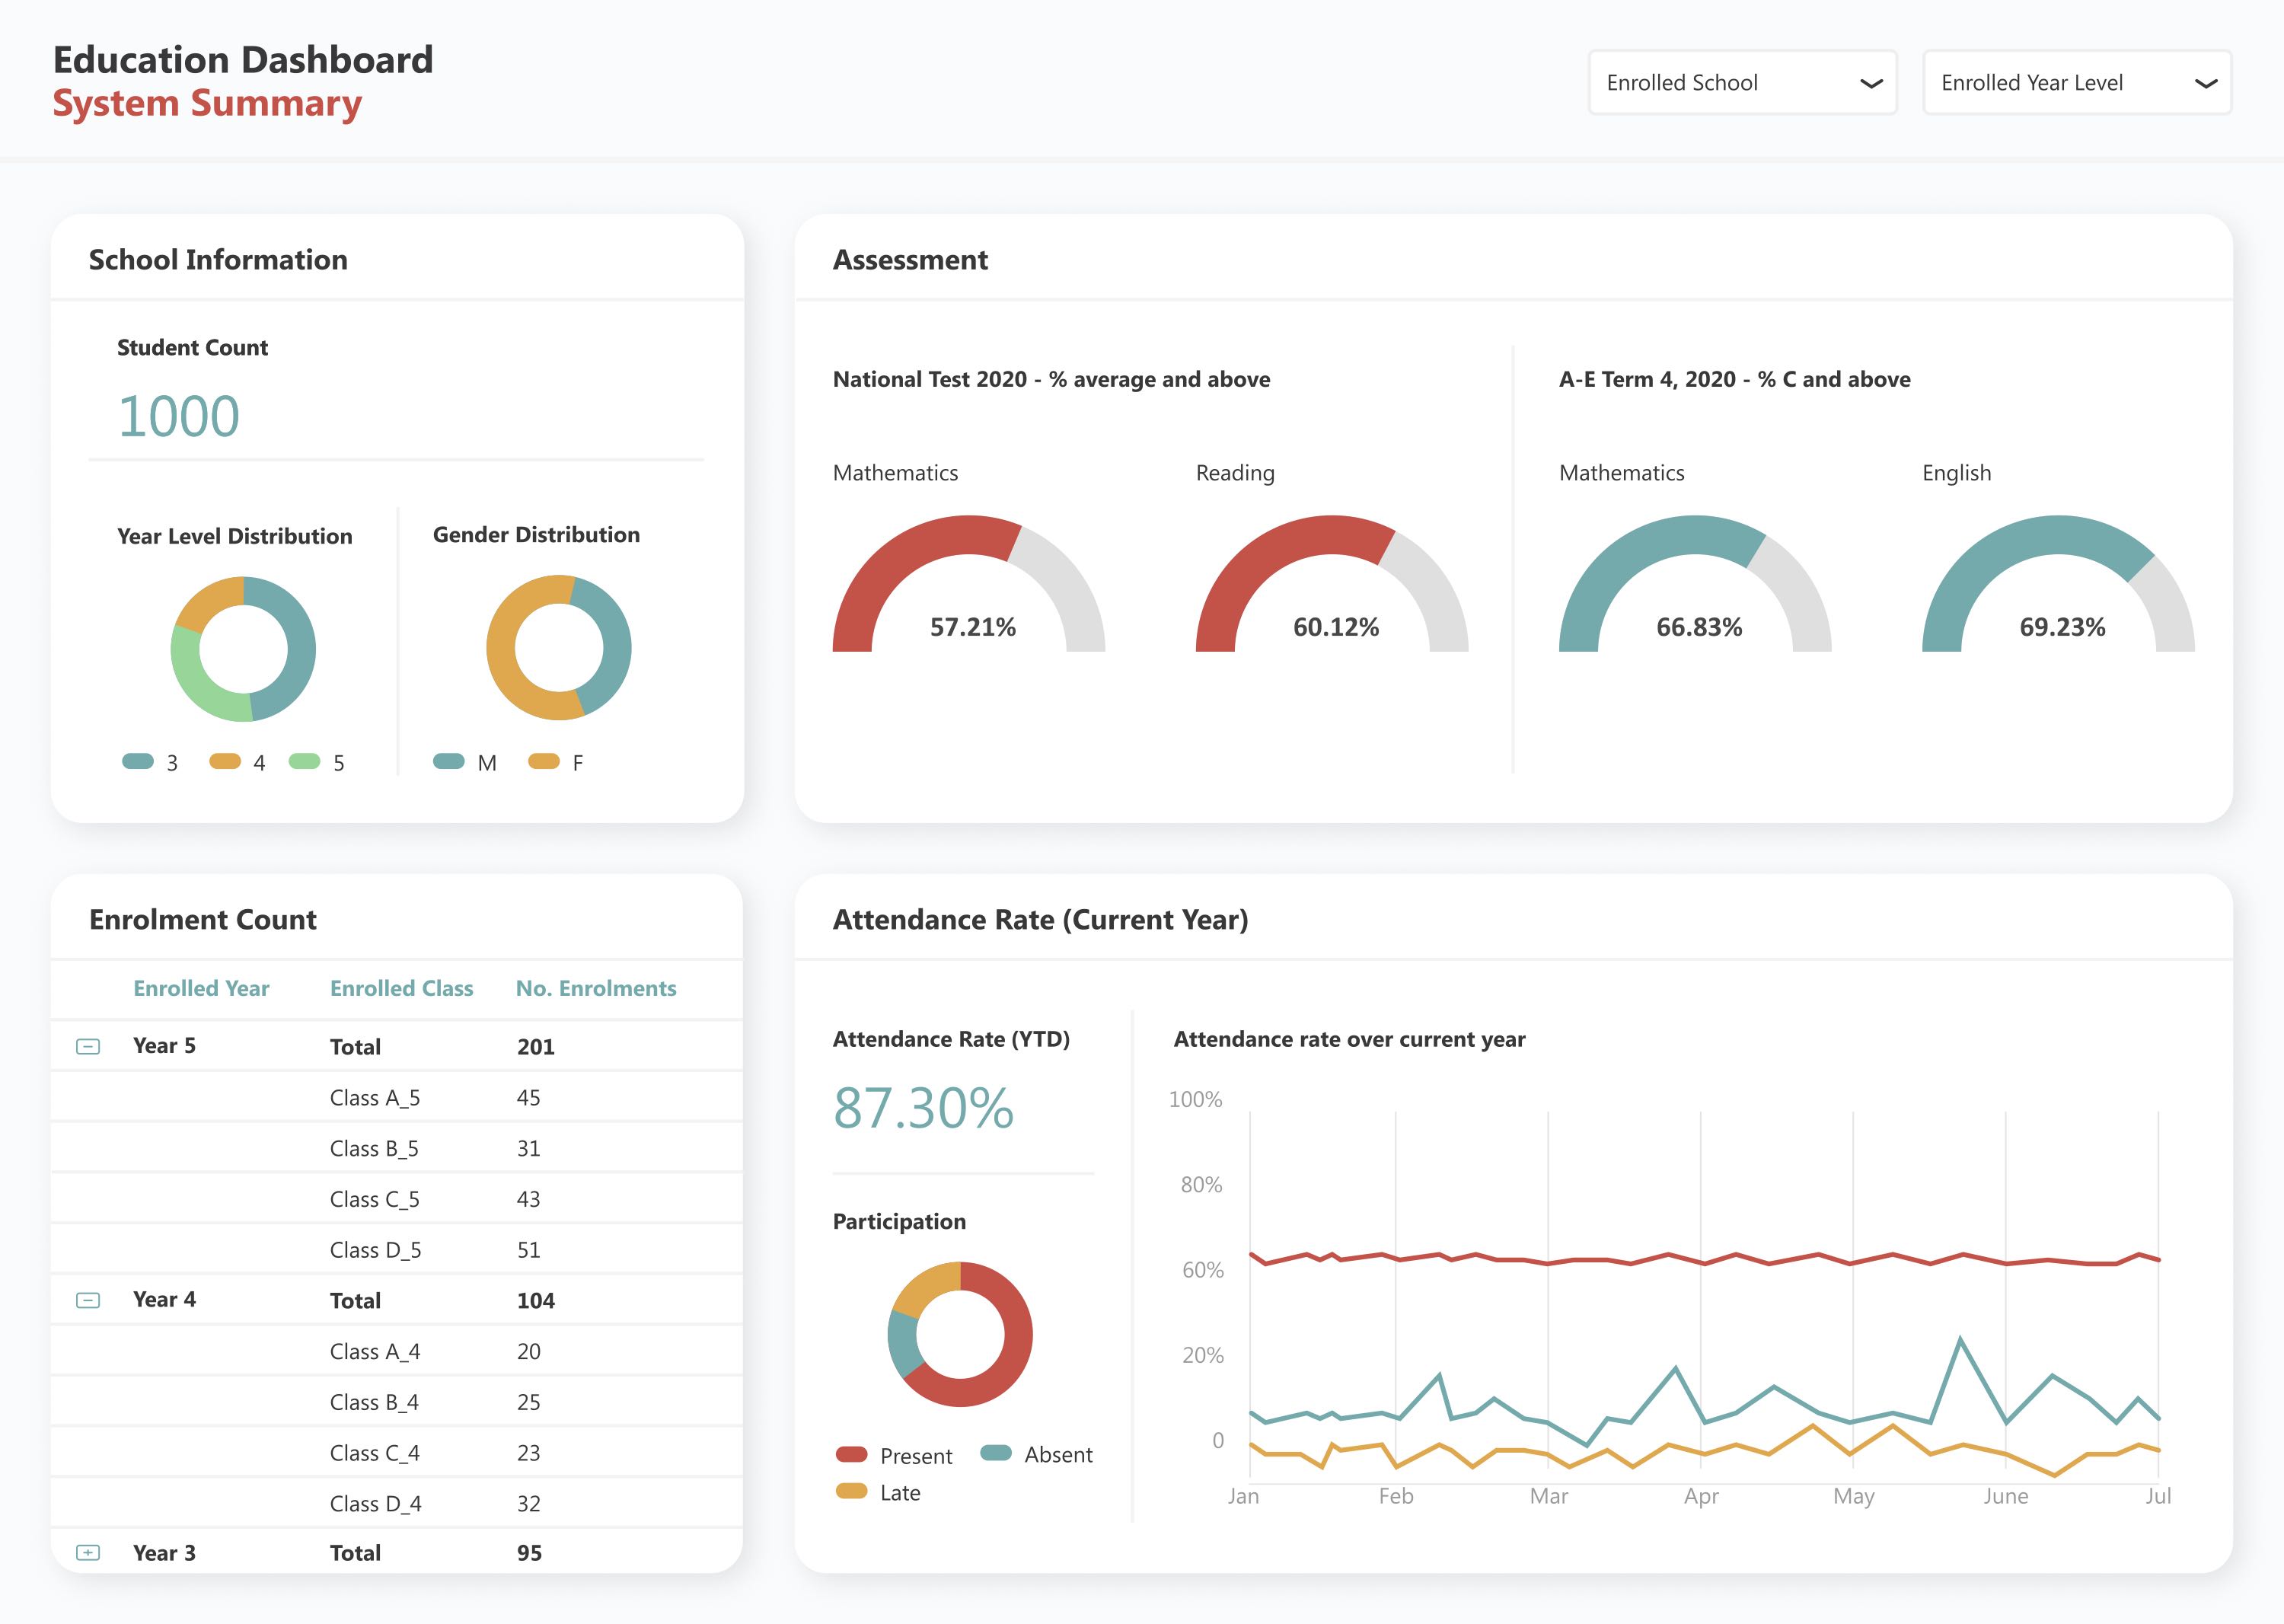 Education Dashboard
System Summary
Enrolled School
Enrolled Year Level
School Information
Student Count
1000
Year Level Distribution
3 4 5
Gender Distribution
M F
Assessment
National Test 2020 - % average and above
Mathematics
57.21%
Reading
60.12%
A-E Term 4, 2020 - % C and above
Mathematics
66.83%
English
69.23%
Enrolment Count
Enrolled Year Enrolled Class No. Enrolments
Year 5 Total 201
Class A_5 45
Class B_5 31
Class C_5 43
Class D_5 51
Year 4 Total 104
Class A_4 20
Class B_4 25
Class C_4 23
Class D_4 32
Year 3 Total 95
Attendance Rate (Current Year)
Attendance Rate (YTD)
87.30%
Participation
Present Absent
Late
Attendance rate over current year
100%
80%
60%
20%
0
Jan Feb Mar Apr May June Jul